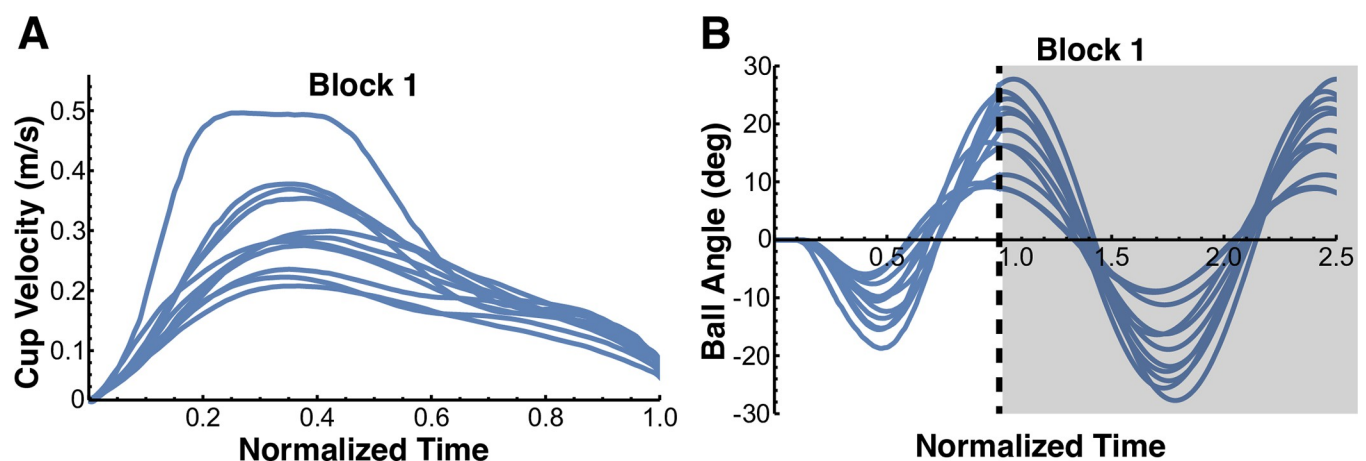 A
Block 1
Cup Velocity (m/s)
0.5
0.4
0.3
0.2
0.1
0
0.2
0.4
0.6
0.8
1.0
Normalized Time
B
Block 1
Ball Angle (deg)
30
20
10
0
-10
-20
-30
0.5
1.0
1.5
2.0
2.5
Normalized Time